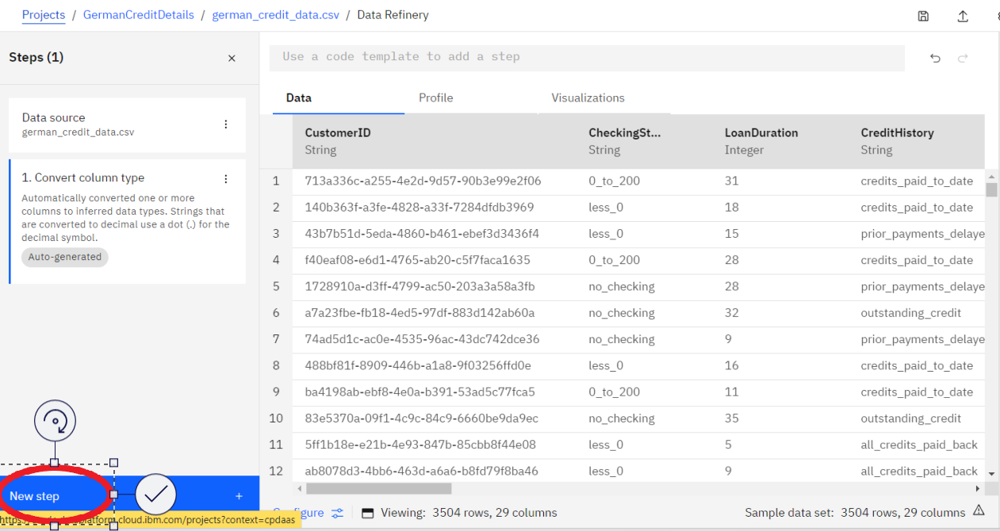 Projects / GermanCreditDetails / german_credit_data.csv / Data Refinery
Steps (1)
Data source
german_credit_data.csv
1. Convert column type
Automatically converted one or more
columns to inferred data types. Strings that
are converted to decimal use a dot (.) for the
decimal symbol.
Auto-generated
New step +
Use a code template to add a step
Data Profile Visualizations
CustomerID CheckingSt... LoanDuration CreditHistory
String String Integer String
1 713a336c-a255-4e2d-9d57-90b3e99e2f06 0_to_200 31 credits_paid_to_date
2 140b363f-a3fe-4828-a33f-7284dfdb3969 less_0 18 credits_paid_to_date
3 43b7b51d-5eda-4860-b461-ebef3d3436f4 less_0 15 prior_payments_delaye
4 f40eaf08-e6d1-4765-ab20-c5f7faca1635 0_to_200 28 credits_paid_to_date
5 1728910a-d3ff-4799-ac50-203a3a58a3fb no_checking 28 prior_payments_delaye
6 a7a23fbe-fb18-4ed5-97df-883d142ab60a no_checking 32 outstanding_credit
7 74ad5d1c-ac0e-4535-96ac-43dc742dce36 no_checking 9 prior_payments_delaye
8 488bf81f-8909-446b-a1a8-9f03256ffd0e less_0 16 credits_paid_to_date
9 ba4198ab-ebf8-4e0a-b391-53ad5c77fca5 0_to_200 11 credits_paid_to_date
10 83e5370a-09f1-4c9c-84c9-6660be9da9ec no_checking 35 outstanding_credit
11 5ff1b18e-e21b-4e93-847b-85cbb8f44e08 less_0 5 all_credits_paid_back
12 ab8078d3-4bb6-463d-a6a6-b8fd79f8ba46 less_0 9 all_credits_paid_back
Viewing: 3504 rows, 29 columns Sample data set: 3504 rows, 29 columns
cloud.ibm.com/projects?context=cpdaas